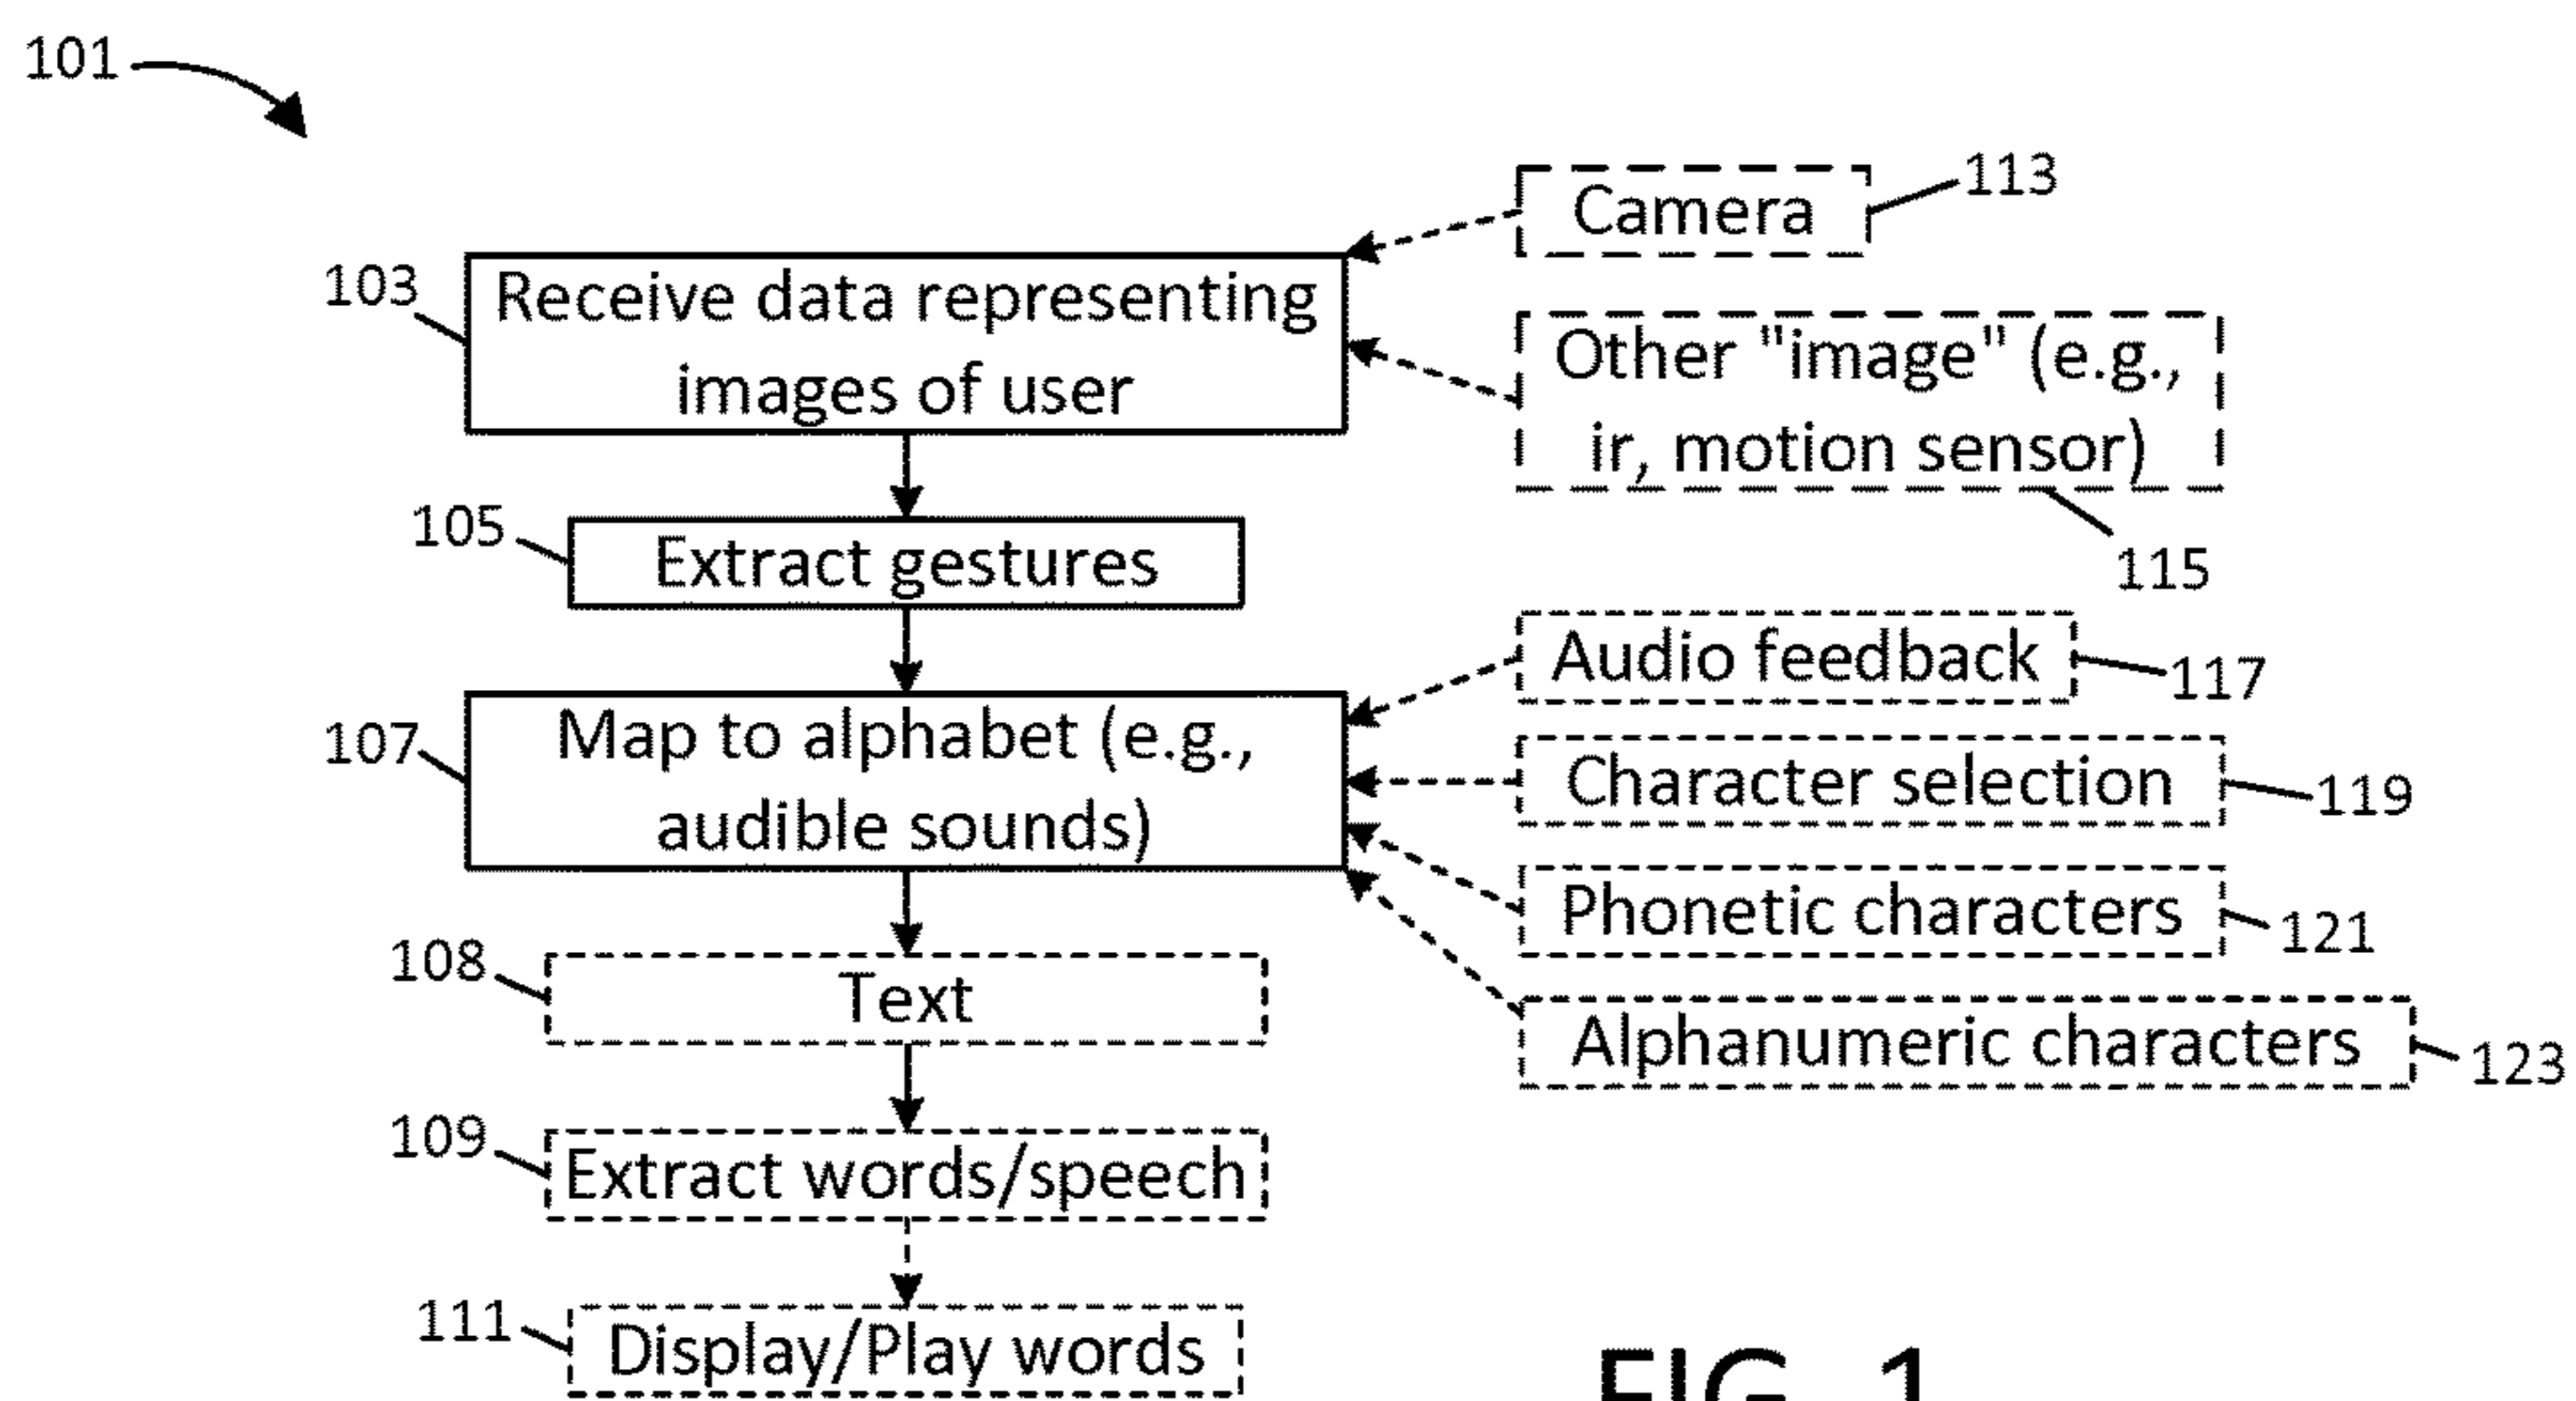 101
113
Camera
103
Receive data representing
images of user
Other "image" (e.g.,
ir, motion sensor)
115
105
Extract gestures
Audio feedback
117
107
Map to alphabet (e.g.,
audible sounds)
Character selection
119
Phonetic characters
121
108
Text
Alphanumeric characters
123
109
Extract words/speech
111
Display/Play words
FIG. 1